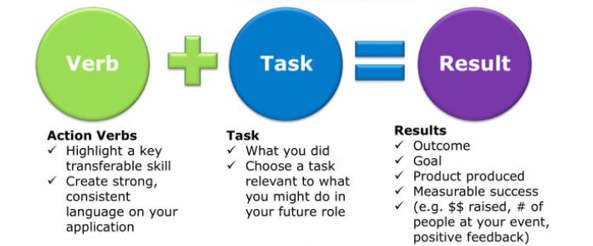 Verb
Task
Result
Action Verbs
✓ Highlight a key
transferable skill
✓ Create strong,
consistent
language on your
application
Task
✓ What you did
✓ Choose a task
relevant to what
you might do in
your future role
Results
✓ Outcome
✓ Goal
✓ Product produced
✓ Measurable success
✓ (e.g. $$ raised, # of
people at your event,
positive feedback)